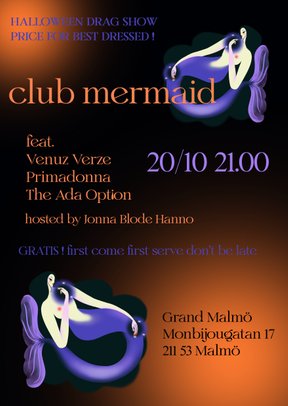 HALLOWEEN DRAG SHOW
PRICE FOR BEST DRESSED !
club mermaid
feat.
Venuz Verze
Primadonna
The Ada Option
20/10 21.00
hosted by Jonna Blode Hanno
GRATIS ! first come first serve don't be late
Grand Malmö
Monbijougatan 17
211 53 Malmö